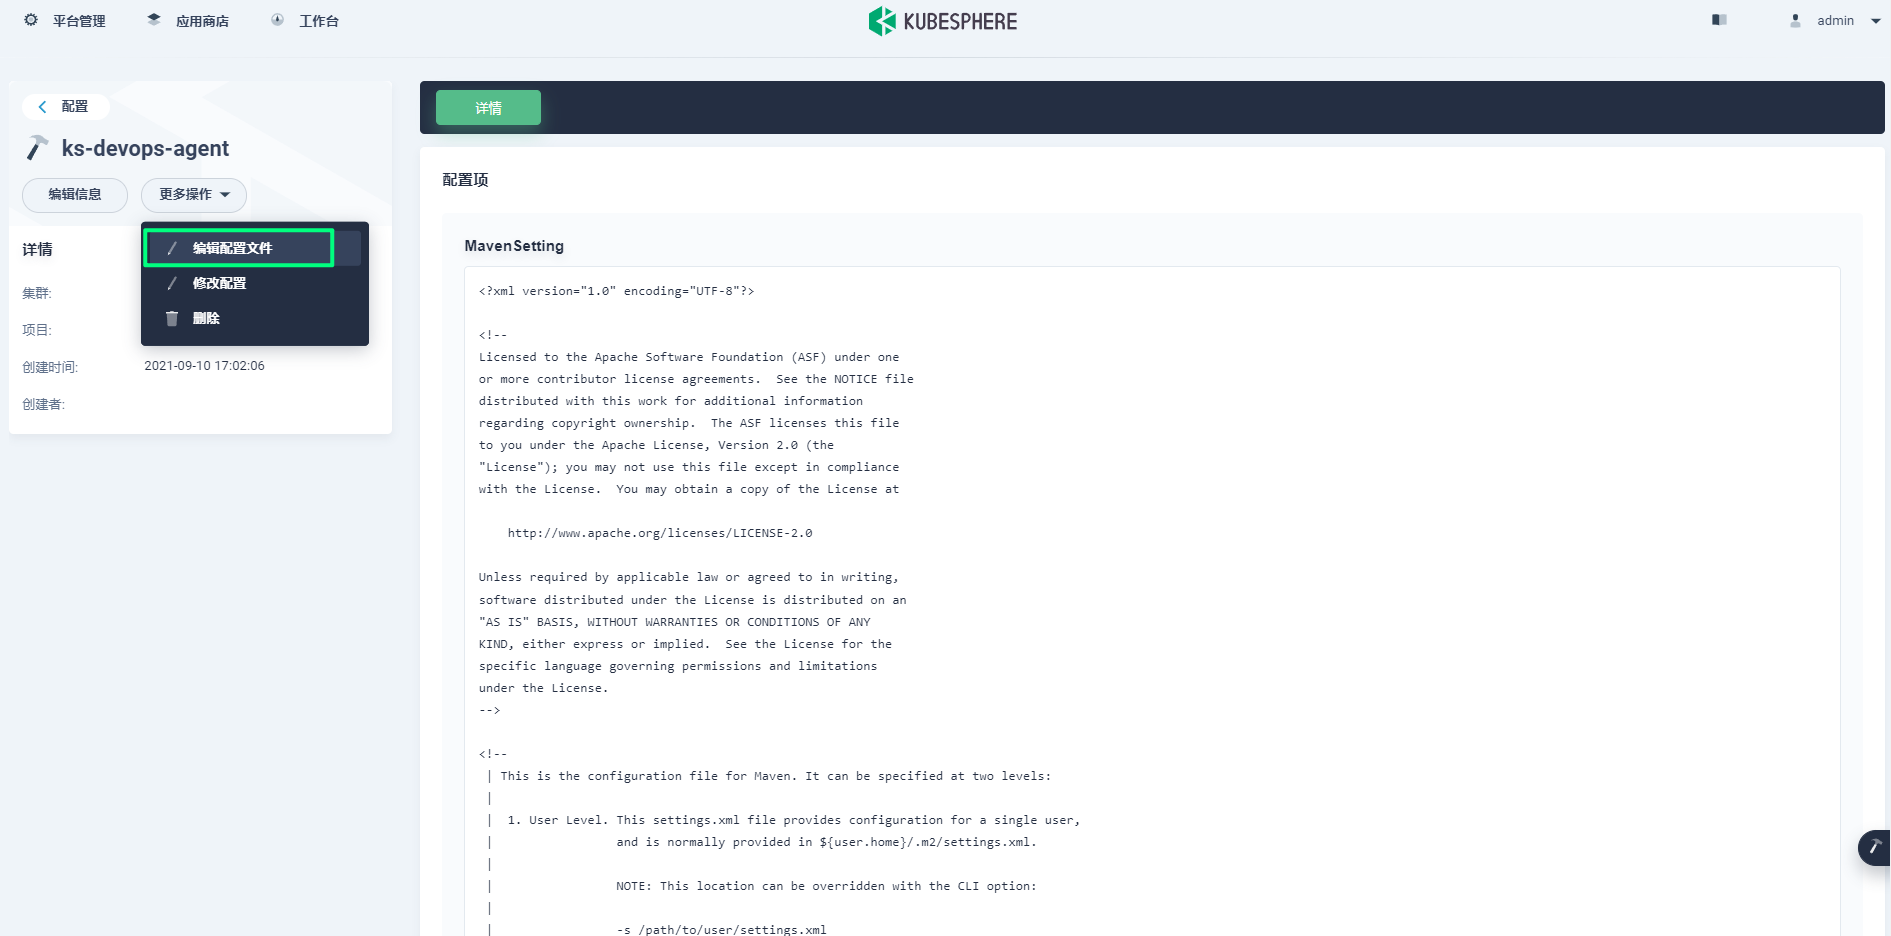 平台管理
应用商店
工作台
KUBESPHERE
admin
配置
ks-devops-agent
编辑信息
更多操作
编辑配置文件
修改配置
删除
详情
集群:
项目:
创建时间:
2021-09-10 17:02:06
创建者:
详情
配置项
MavenSetting
<?xml version="1.0" encoding="UTF-8"?>
<!--
Licensed to the Apache Software Foundation (ASF) under one
or more contributor license agreements.  See the NOTICE file
distributed with this work for additional information
regarding copyright ownership.  The ASF licenses this file
to you under the Apache License, Version 2.0 (the
"License"); you may not use this file except in compliance
with the License.  You may obtain a copy of the License at
    http://www.apache.org/licenses/LICENSE-2.0
Unless required by applicable law or agreed to in writing,
software distributed under the License is distributed on an
"AS IS" BASIS, WITHOUT WARRANTIES OR CONDITIONS OF ANY
KIND, either express or implied.  See the License for the
specific language governing permissions and limitations
under the License.
-->
<!--
 | This is the configuration file for Maven. It can be specified at two levels:
 |
 |  1. User Level. This settings.xml file provides configuration for a single user,
 |                 and is normally provided in ${user.home}/.m2/settings.xml.
 |
 |                 NOTE: This location can be overridden with the CLI option:
 |
 |                 -s /path/to/user/settings.xml